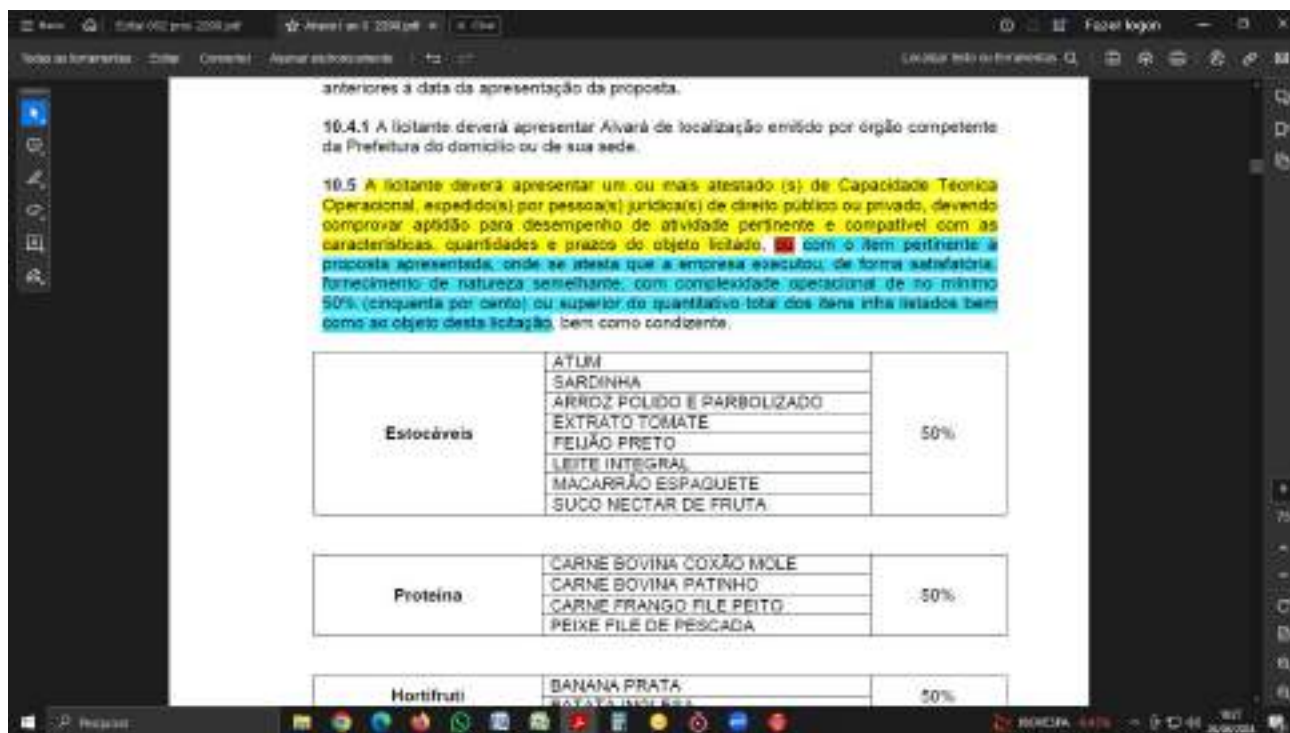 Fazer logon
anteriores à data da apresentação da proposta.
10.4.1 A licitante deverá apresentar Alvará de localização emitido por órgão competente
da Prefeitura do domicílio ou de sua sede.
10.5 A licitante deverá apresentar um ou mais atestado (s) de Capacidade Técnica
Operacional, expedido(s) por pessoa(s) jurídica(s) de direito público ou privado, devendo
comprovar aptidão para desempenho de atividade pertinente e compatível com as
características, quantidades e prazos do objeto licitado, ou com o item pertinente a
proposta apresentada, onde se atesta que a empresa executou, de forma satisfatória,
fornecimento de natureza semelhante, com complexidade operacional de no mínimo
50% (cinquenta por cento) ou superior do quantitativo total dos itens infra listados bem
como ao objeto desta licitação, bem como condizente.
Estocáveis
ATUM
SARDINHA
ARROZ POLIDO E PARBOLIZADO
EXTRATO TOMATE
FEIJÃO PRETO
LEITE INTEGRAL
MACARRÃO ESPAGUETE
SUCO NECTAR DE FRUTA
50%
Proteína
CARNE BOVINA COXÃO MOLE
CARNE BOVINA PATINHO
CARNE FRANGO FILE PEITO
PEIXE FILE DE PESCADA
50%
Hortifruti
BANANA PRATA
BATATA INGLESA
50%
Pesquisar